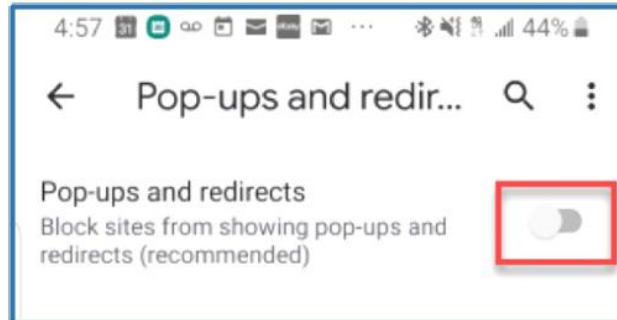 4:57 31 44%
Pop-ups and redir...
Pop-ups and redirects
Block sites from showing pop-ups and
redirects (recommended)